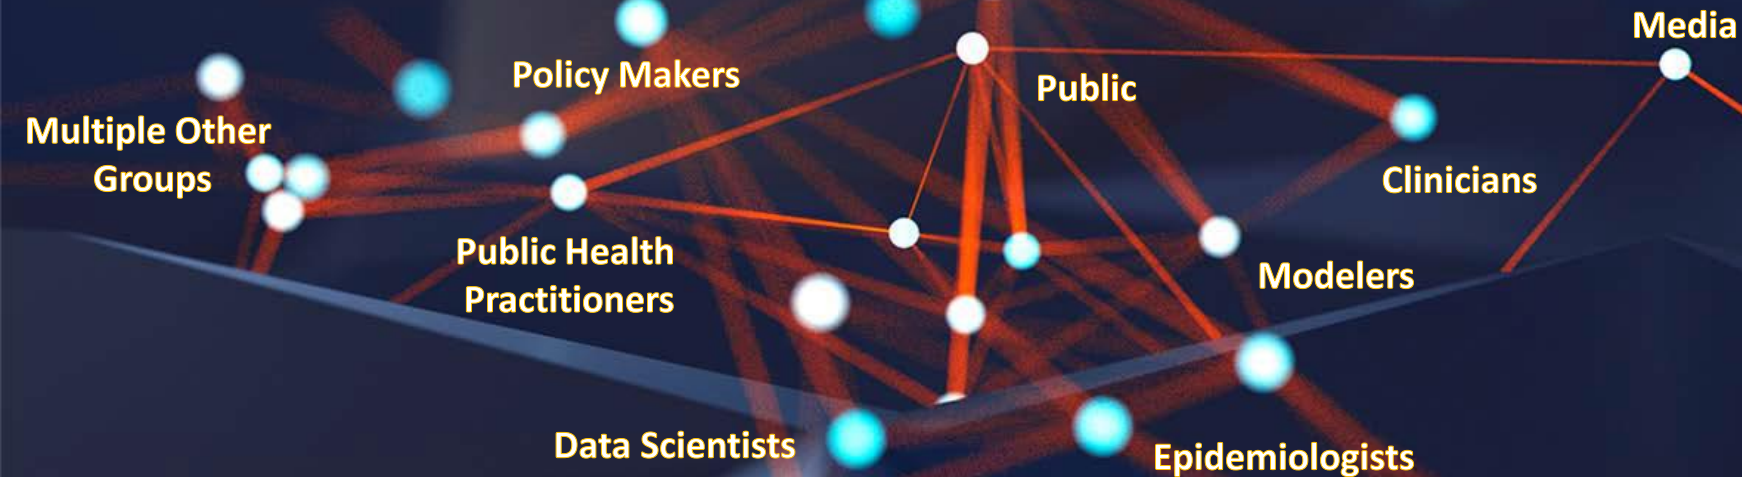 Media
Policy Makers
Public
Multiple Other
Groups
Clinicians
Public Health
Practitioners
Modelers
Data Scientists
Epidemiologists